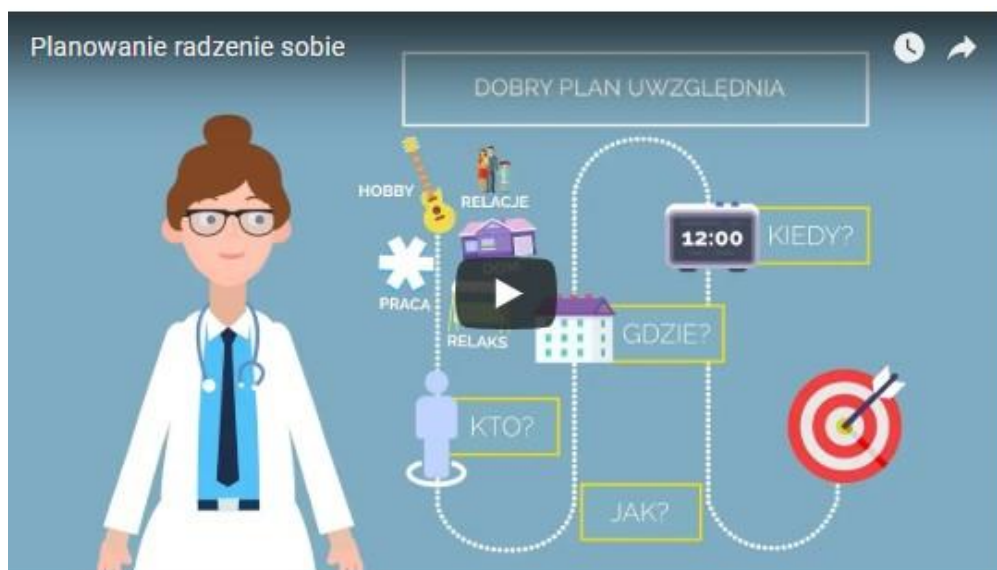 Planowanie radzenie sobie
DOBRY PLAN UWZGLĘDNIA
HOBBY
RELACJE
12:00
KIEDY?
PRACA
GDZIE?
RELAKS
KTO?
JAK?